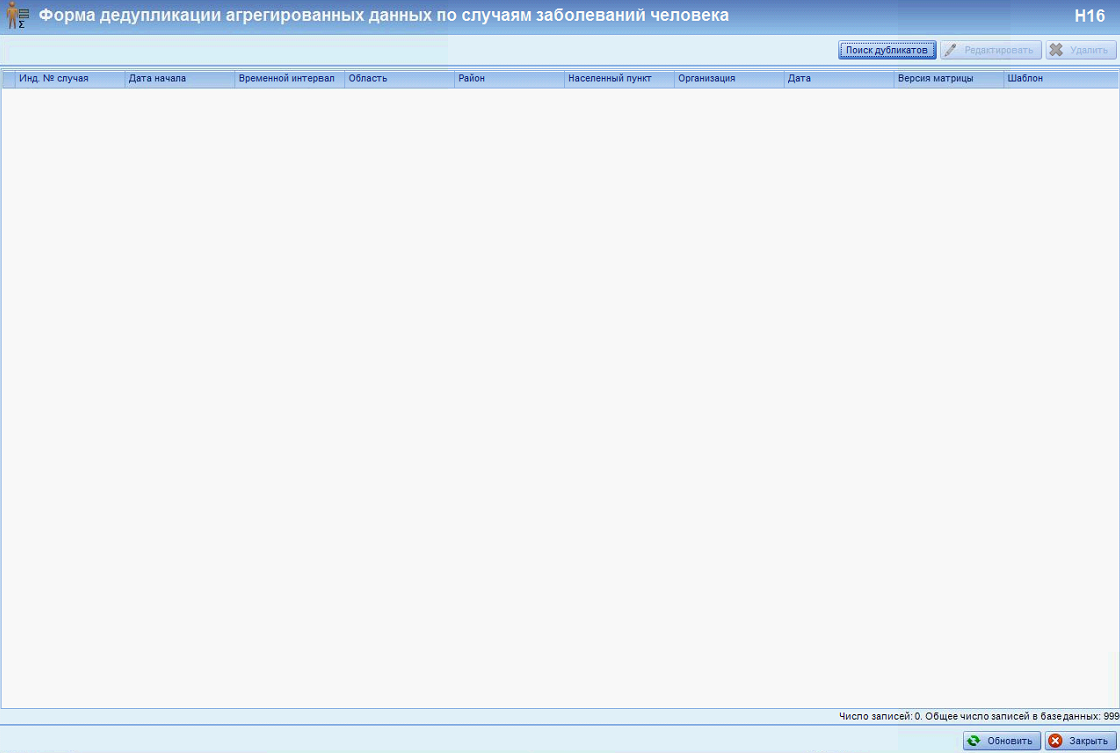 Форма дедупликации агрегированных данных по случаям заболеваний человека H16
Поиск дубликатов Редактировать Удалить
Инд. № случая Дата начала Временной интервал Область Район Населенный пункт Организация Дата Версия матрицы Шаблон
Число записей: 0. Общее число записей в базе данных: 999
Обновить Закрыть